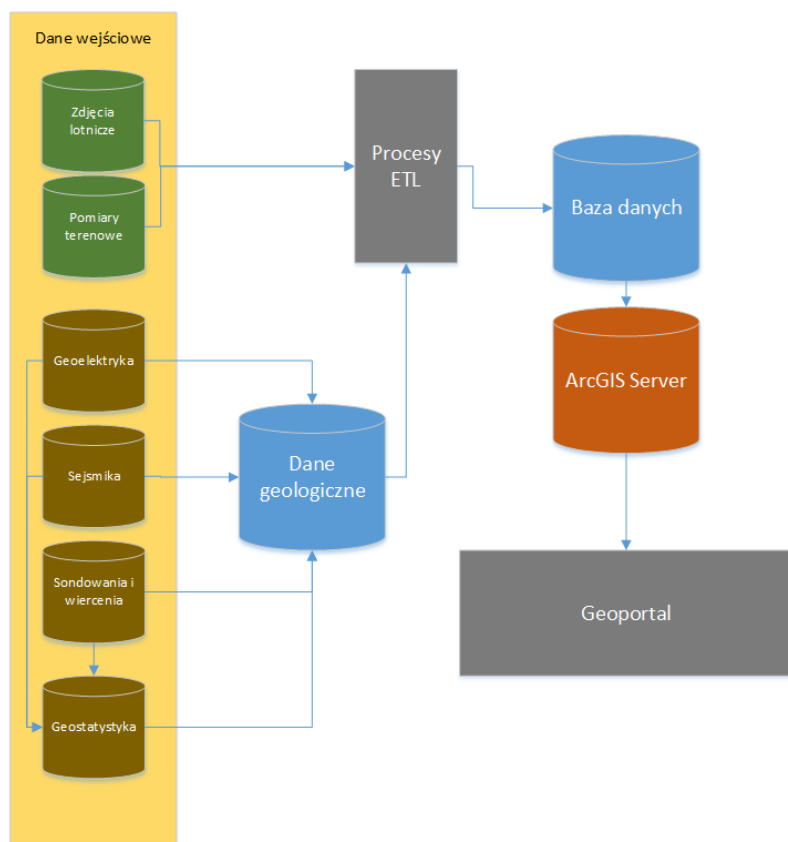 Dane wejściowe
Zdjęcia
lotnicze
Pomiary
terenowe
Geoelektryka
Sejsmika
Sondowania i
wiercenia
Geostatystyka
Dane
geologiczne
Procesy
ETL
Baza danych
ArcGIS Server
Geoportal